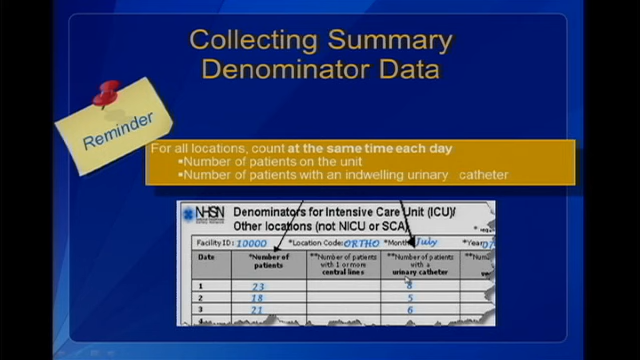 Collecting Summary
Denominator Data
Reminder
For all locations, count at the same time each day
▪Number of patients on the unit
▪Number of patients with an indwelling urinary catheter
NHSN Denominators for Intensive Care Unit (ICU)/
Other locations (not NICU or SCA)
Facility ID: 10000 *Location Code: ORTHO *Month: July *Year: 07
Date *Number of patients **Number of patients with 1 or more central lines **Number of patients with a urinary catheter
1 23 8
2 18 5
3 21 6
4